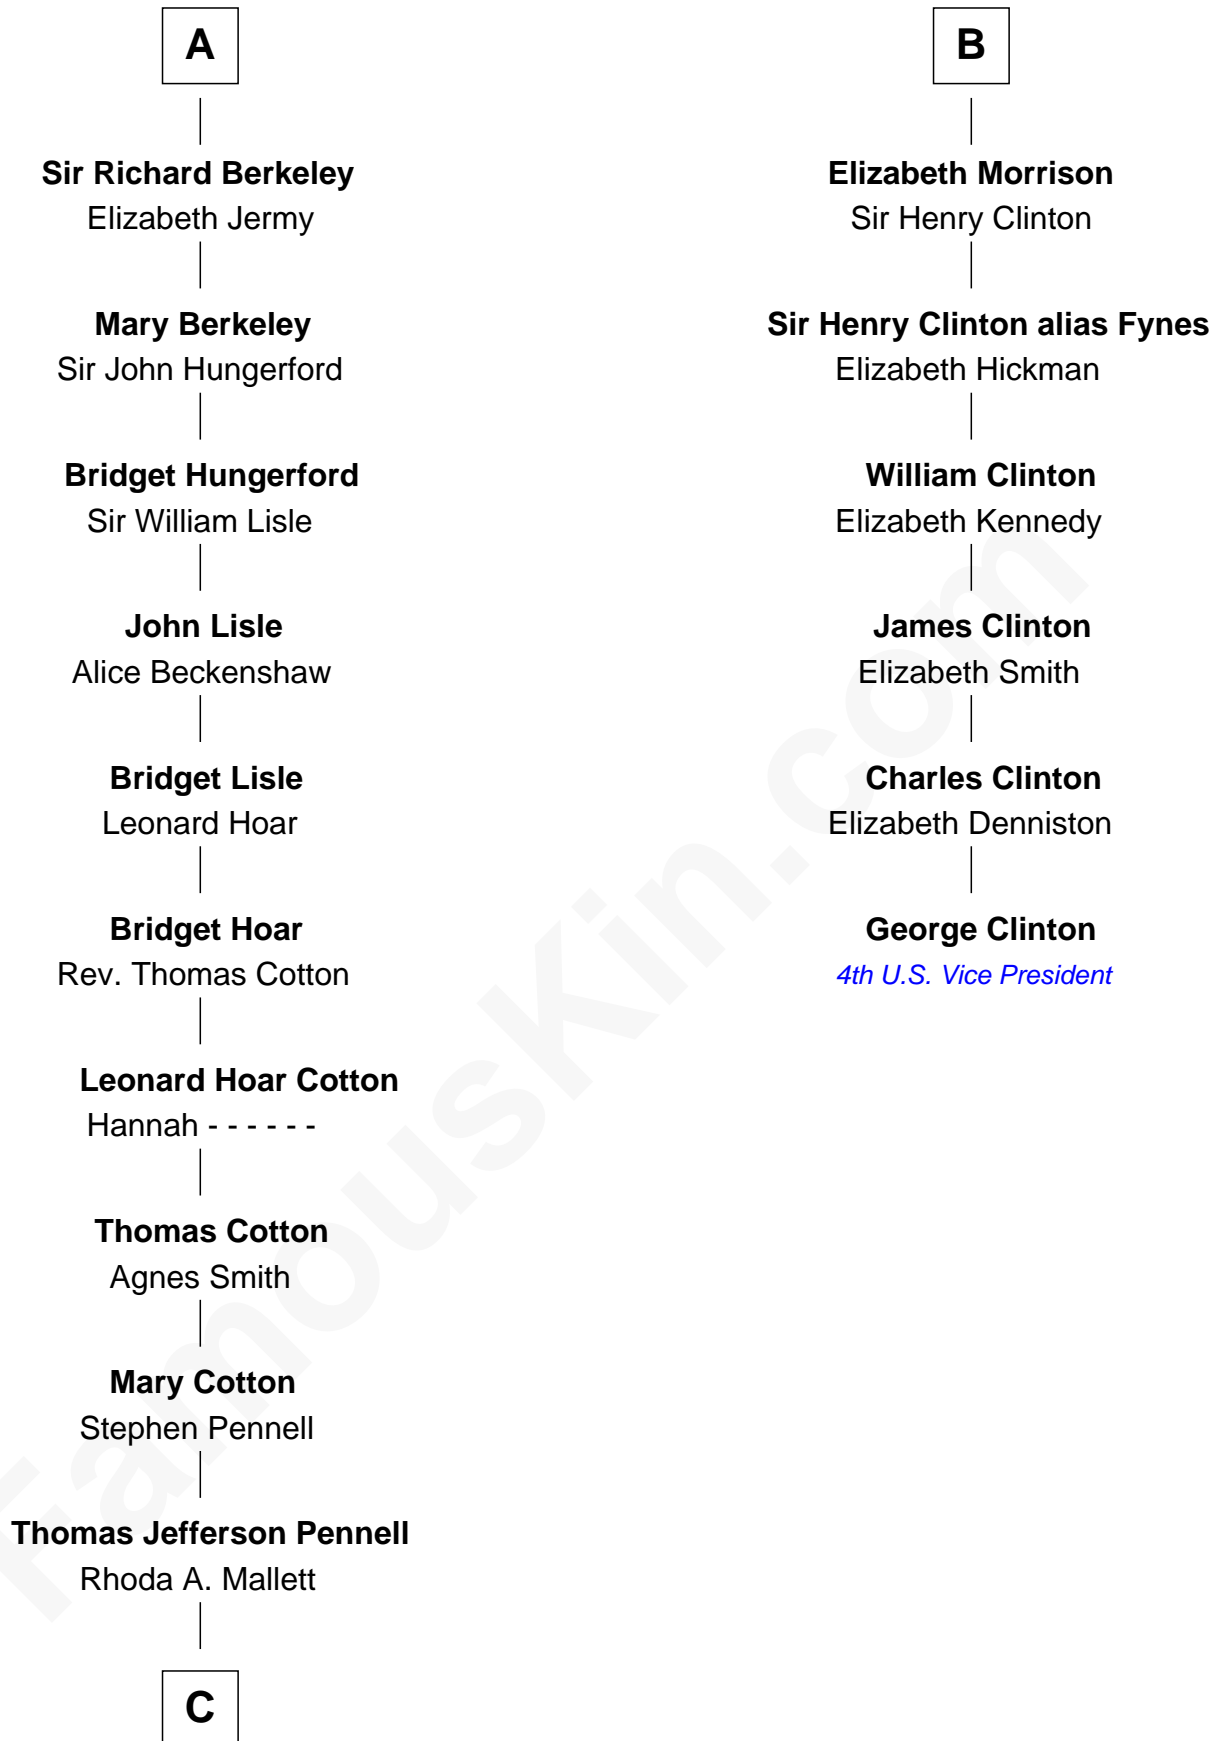 A
Sir Richard Berkeley
Elizabeth Jermy
Mary Berkeley
Sir John Hungerford
Bridget Hungerford
Sir William Lisle
John Lisle
Alice Beckenshaw
Bridget Lisle
Leonard Hoar
Bridget Hoar
Rev. Thomas Cotton
Leonard Hoar Cotton
Hannah - - - - - -
Thomas Cotton
Agnes Smith
Mary Cotton
Stephen Pennell
Thomas Jefferson Pennell
Rhoda A. Mallett
C
B
Elizabeth Morrison
Sir Henry Clinton
Sir Henry Clinton alias Fynes
Elizabeth Hickman
William Clinton
Elizabeth Kennedy
James Clinton
Elizabeth Smith
Charles Clinton
Elizabeth Denniston
George Clinton
4th U.S. Vice President
FamousKin.com